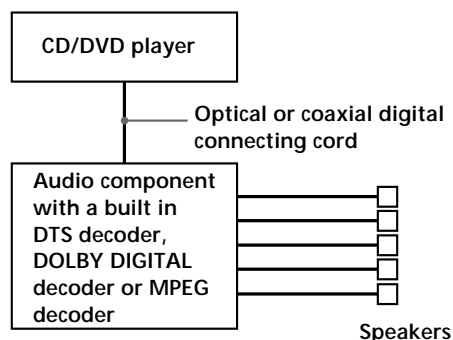 CD/DVD player
Optical or coaxial digital
connecting cord
Audio component
with a built in
DTS decoder,
DOLBY DIGITAL
decoder or MPEG
decoder
Speakers